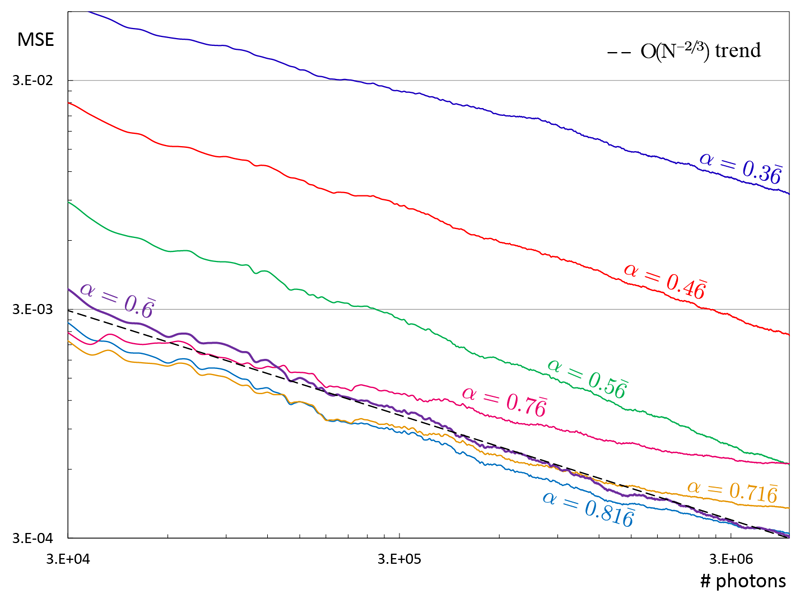 MSE
O(N⁻²/³) trend
3.E-02
α = 0.36̄
α = 0.46̄
3.E-03
α = 0.6̄
α = 0.56̄
α = 0.76̄
α = 0.716̄
α = 0.816̄
3.E-04
3.E+04 3.E+05 3.E+06
# photons